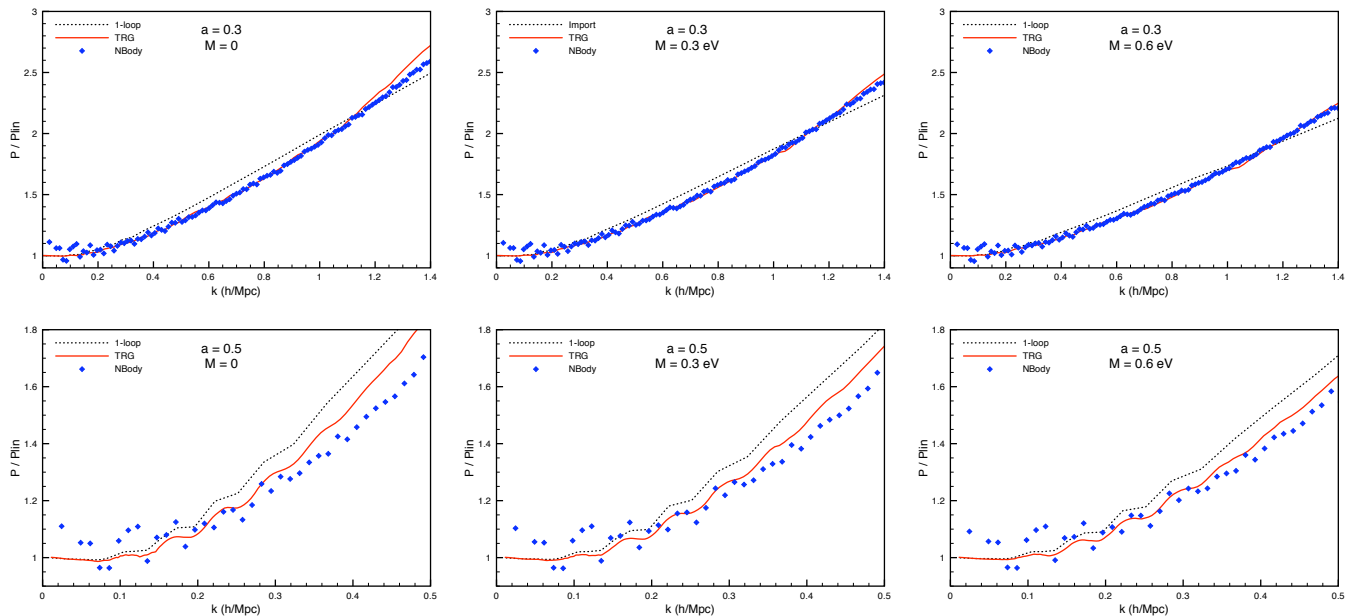 3
2.5
2
1.5
1
P / Plin
1-loop
TRG
NBody
a = 0.3
M = 0
0
0.2
0.4
0.6
0.8
1
1.2
1.4
k (h/Mpc)
3
2.5
2
1.5
1
P / Plin
Import
TRG
NBody
a = 0.3
M = 0.3 eV
0
0.2
0.4
0.6
0.8
1
1.2
1.4
k (h/Mpc)
3
2.5
2
1.5
1
P / Plin
1-loop
TRG
NBody
a = 0.3
M = 0.6 eV
0
0.2
0.4
0.6
0.8
1
1.2
1.4
k (h/Mpc)
1.8
1.6
1.4
1.2
1
P / Plin
1-loop
TRG
NBody
a = 0.5
M = 0
0
0.1
0.2
0.3
0.4
0.5
k (h/Mpc)
1.8
1.6
1.4
1.2
1
P / Plin
1-loop
TRG
NBody
a = 0.5
M = 0.3 eV
0
0.1
0.2
0.3
0.4
0.5
k (h/Mpc)
1.8
1.6
1.4
1.2
1
P / Plin
1-loop
TRG
NBody
a = 0.5
M = 0.6 eV
0
0.1
0.2
0.3
0.4
0.5
k (h/Mpc)